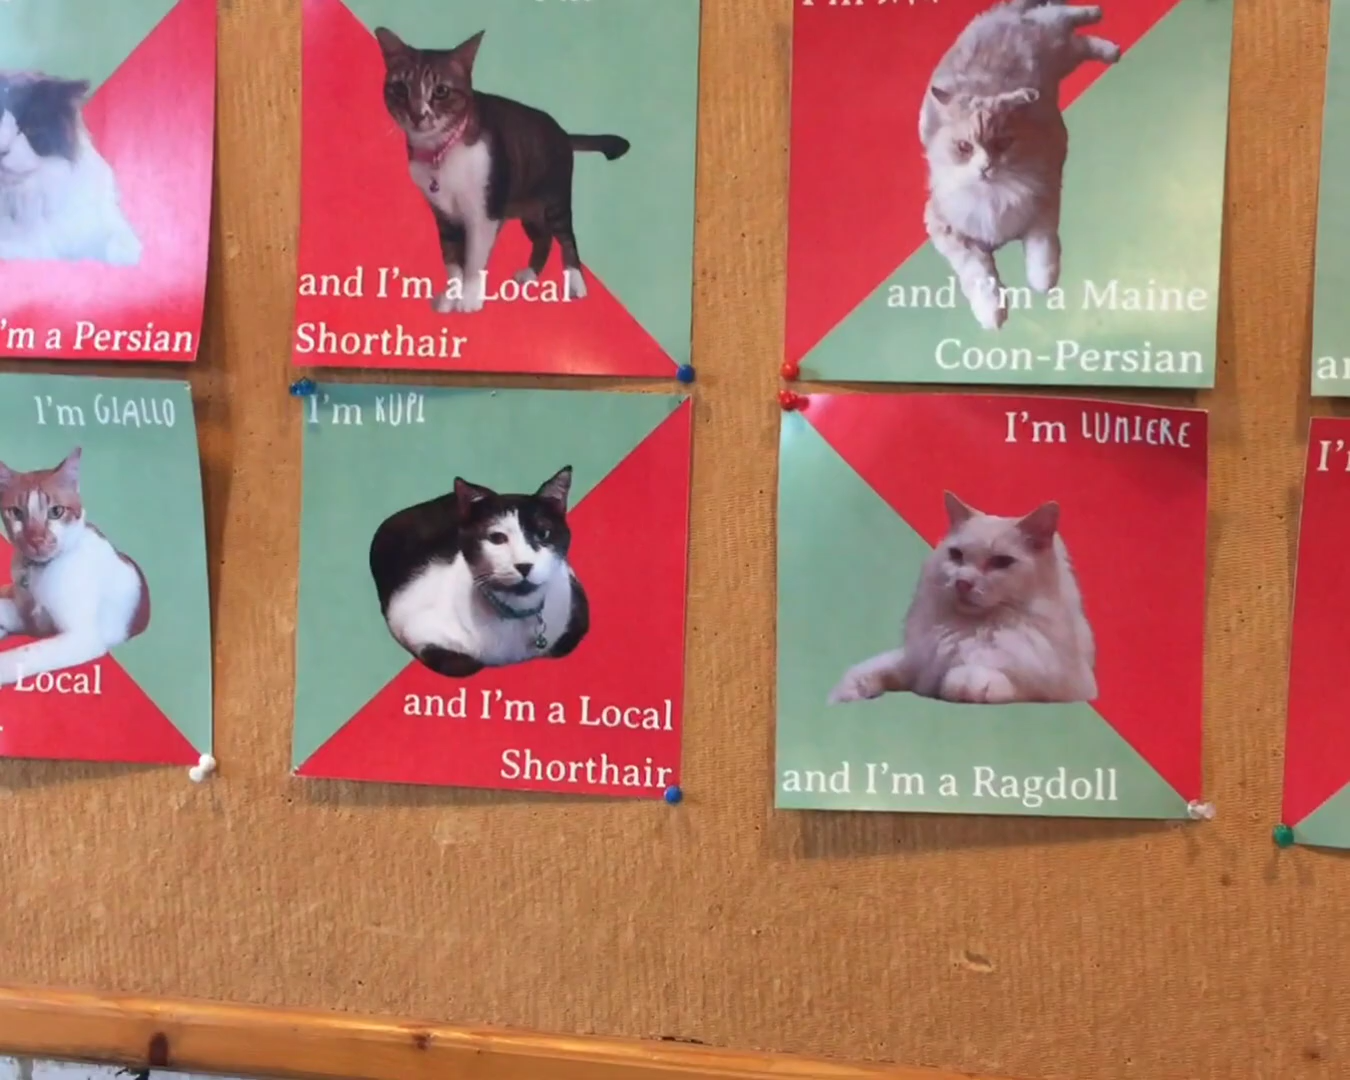 'm a Persian
and I'm a Local
Shorthair
I'm
and I'm a Maine
Coon-Persian
I'm GIALLO
Local
I'm KUPI
and I'm a Local
Shorthair
I'm LUMIERE
and I'm a Ragdoll